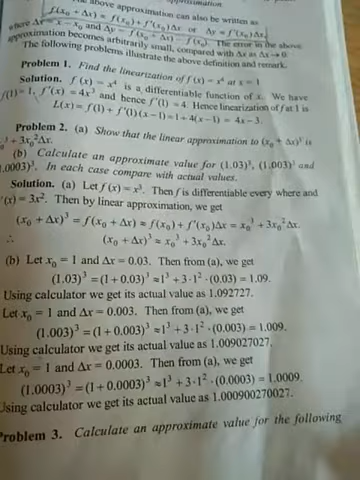 the above approximation can also be written as
f(x₀ + Δx) ≈ f(x₀) + f'(x₀)Δx or Δy ≈ f'(x₀)Δx,
where Δx = x − x₀ and Δy = f(x₀ + Δx) − f(x₀). The error in the above
approximation becomes arbitrarily small, compared with Δx as Δx → 0.
The following problems illustrate the above definition and remark.
Problem 1. Find the linearization of f(x) = x⁴ at x = 1
Solution. f(x) = x⁴ is a differentiable function of x. We have
f(1) = 1, f'(x) = 4x³ and hence f'(1) = 4. Hence linearization of f at 1 is
L(x) = f(1) + f'(1)(x − 1) = 1 + 4(x − 1) = 4x − 3.
Problem 2. (a) Show that the linear approximation to (x₀ + Δx)³ is
³ + 3x₀²Δx.
(b) Calculate an approximate value for (1.03)³, (1.003)³ and
1.0003)³. In each case compare with actual values.
Solution. (a) Let f(x) = x³. Then f is differentiable every where and
'(x) = 3x². Then by linear approximation, we get
(x₀ + Δx)³ = f(x₀ + Δx) ≈ f(x₀) + f'(x₀)Δx = x₀³ + 3x₀²Δx.
∴ (x₀ + Δx)³ ≈ x₀³ + 3x₀²Δx.
(b) Let x₀ = 1 and Δx = 0.03. Then from (a), we get
(1.03)³ = (1 + 0.03)³ ≈ 1³ + 3·1²·(0.03) = 1.09.
Using calculator we get its actual value as 1.092727.
Let x₀ = 1 and Δx = 0.003. Then from (a), we get
(1.003)³ = (1 + 0.003)³ ≈ 1³ + 3·1²·(0.003) = 1.009.
Using calculator we get its actual value as 1.009027027.
Let x₀ = 1 and Δx = 0.0003. Then from (a), we get
(1.0003)³ = (1 + 0.0003)³ ≈ 1³ + 3·1²·(0.0003) = 1.0009.
Using calculator we get its actual value as 1.000900270027.
Problem 3. Calculate an approximate value for the following